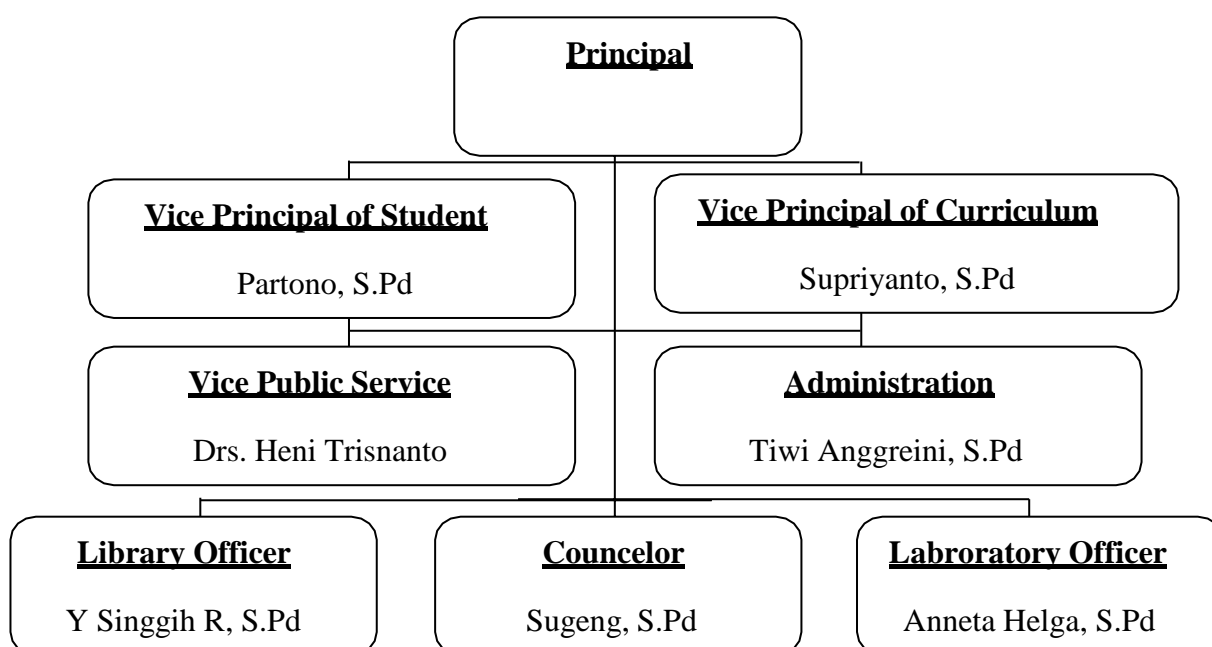 Principal
Vice Principal of Student
Partono, S.Pd
Vice Principal of Curriculum
Supriyanto, S.Pd
Vice Public Service
Drs. Heni Trisnanto
Administration
Tiwi Anggreini, S.Pd
Library Officer
Y Singgih R, S.Pd
Councelor
Sugeng, S.Pd
Labroratory Officer
Anneta Helga, S.Pd